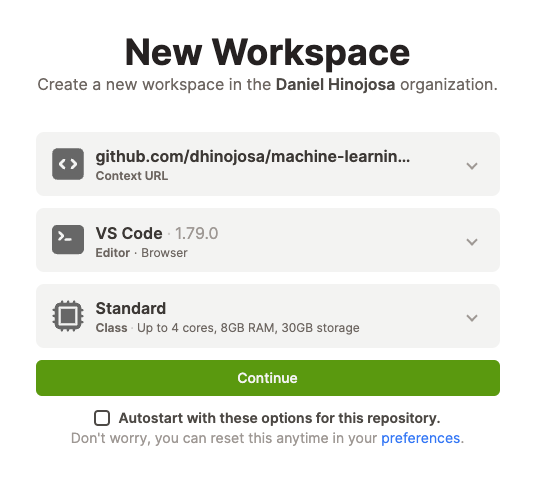 New Workspace
Create a new workspace in the Daniel Hinojosa organization.
github.com/dhinojosa/machine-learnin...
Context URL
VS Code · 1.79.0
Editor · Browser
Standard
Class · Up to 4 cores, 8GB RAM, 30GB storage
Continue
Autostart with these options for this repository.
Don't worry, you can reset this anytime in your preferences.